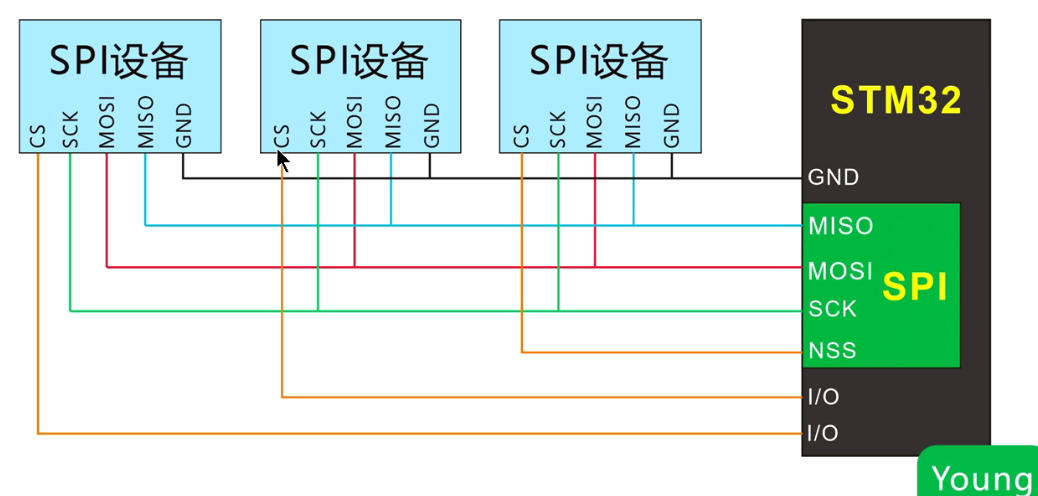 SPI设备
CS
SCK
MOSI
MISO
GND
SPI设备
CS
SCK
MOSI
MISO
GND
SPI设备
CS
SCK
MOSI
MISO
GND
STM32
GND
MISO
MOSI
SCK
NSS
SPI
I/O
I/O
Young